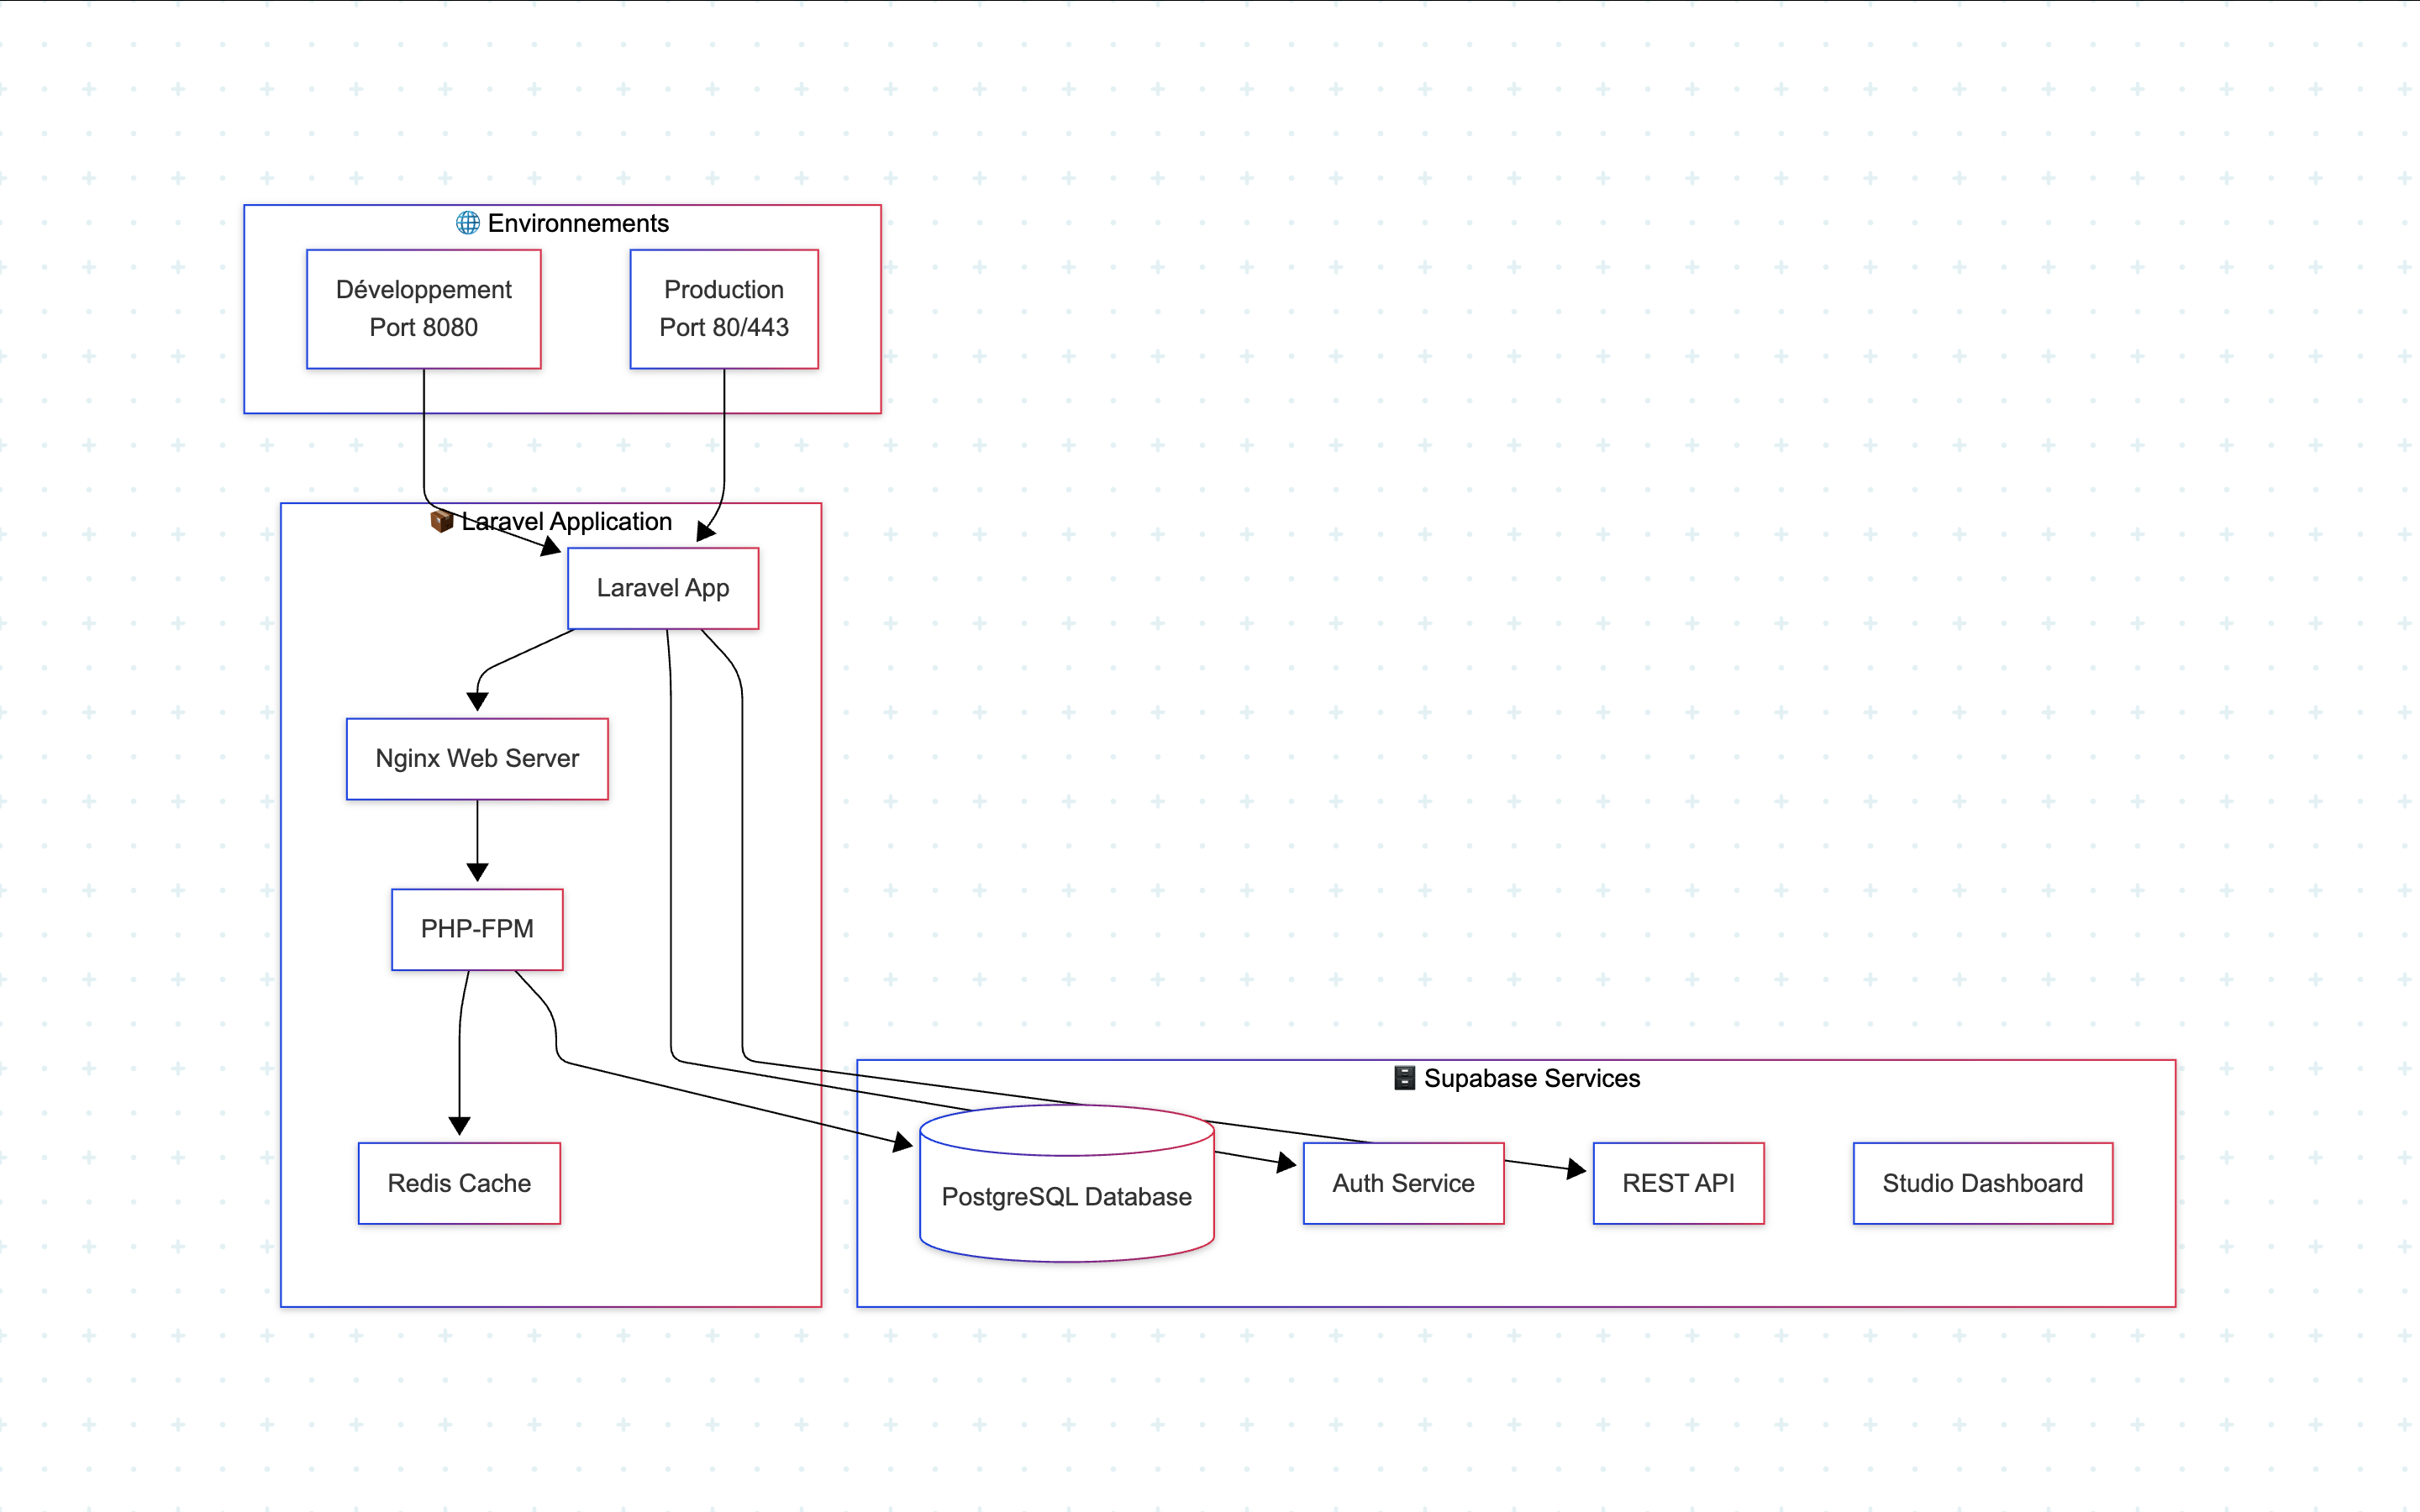 🌐 Environnements
Développement
Port 8080
Production
Port 80/443
📦 Laravel Application
Laravel App
Nginx Web Server
PHP-FPM
Redis Cache
🗄️ Supabase Services
PostgreSQL Database
Auth Service
REST API
Studio Dashboard